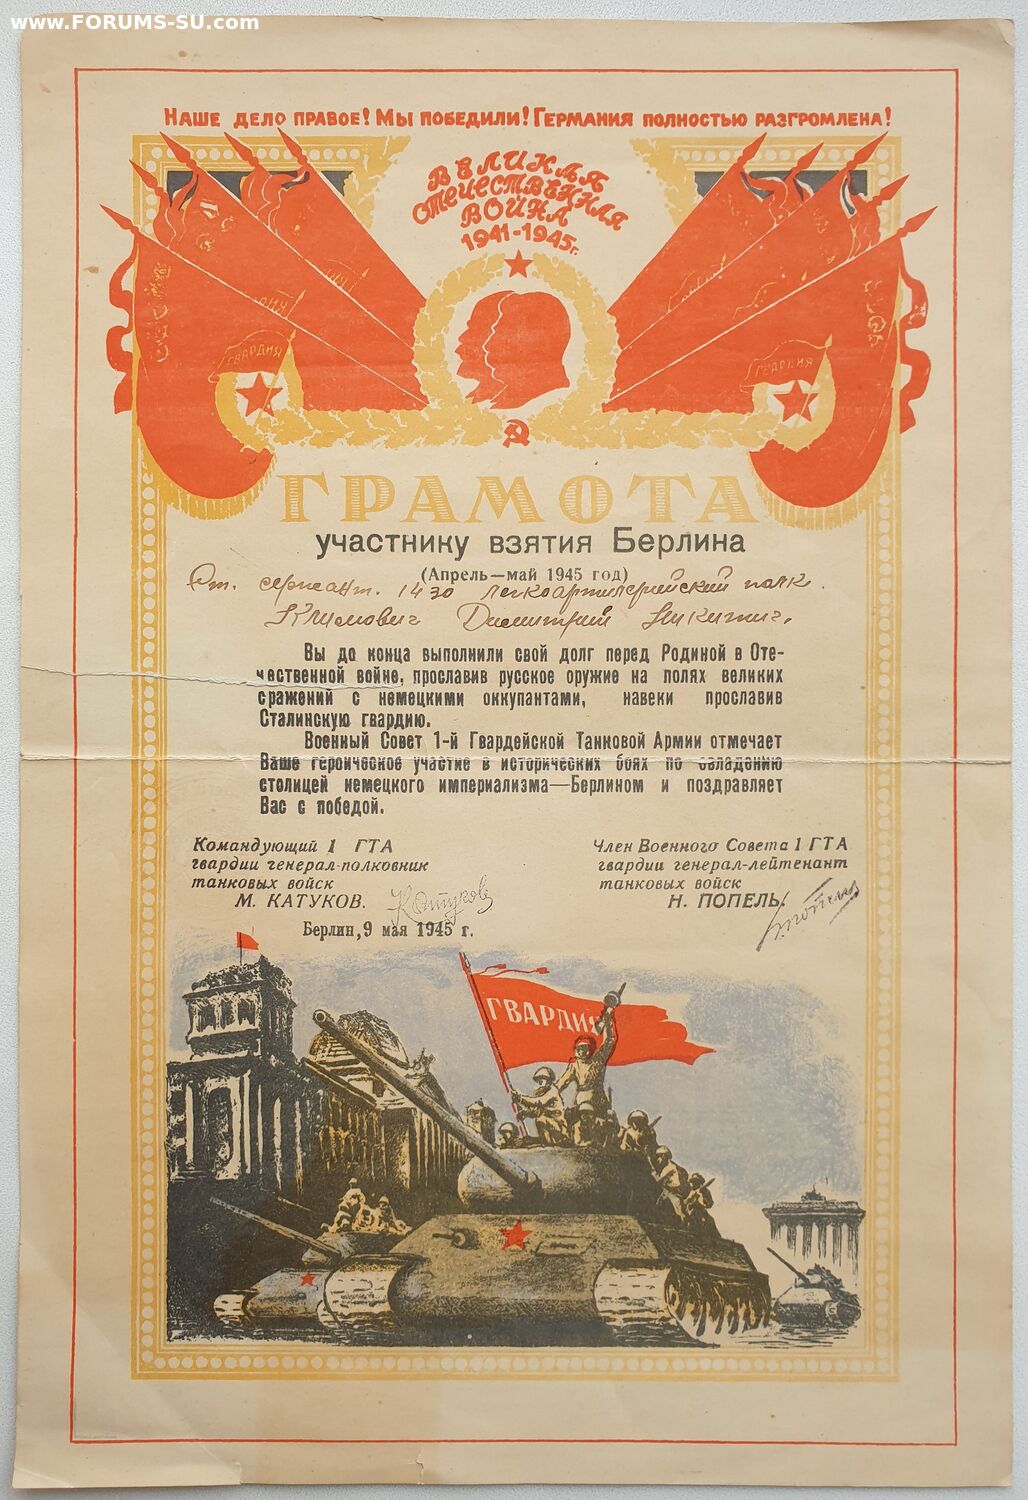 www.FORUMS-SU.com
Наше дело правое! Мы победили! Германия полностью разгромлена!
ВЕЛИКАЯ
ОТЕЧЕСТВЕННАЯ
ВОЙНА
1941-1945г.
ГВАРДИЯ
ГВАРДИЯ
ГРАМОТА
участнику взятия Берлина
(Апрель—май 1945 год)
Ст. сержант. 1430 легкоартилерийский полк.
Климович Димитрий Никитич.
Вы до конца выполнили свой долг перед Родиной в Оте-
чественной войне, прославив русское оружие на полях великих
сражений с немецкими оккупантами, навеки прославив
Сталинскую гвардию.
Военный Совет 1-й Гвардейской Танковой Армии отмечает
Ваше героическое участие в исторических боях по овладению
столицей немецкого империализма—Берлином и поздравляет
Вас с победой.
Командующий 1 ГТА
гвардии генерал-полковник
танковых войск
М. КАТУКОВ. Катуков
Берлин, 9 мая 1945 г.
Член Военного Совета 1 ГТА
гвардии генерал-лейтенант
танковых войск
Н. ПОПЕЛЬ.
ГВАРДИЯ